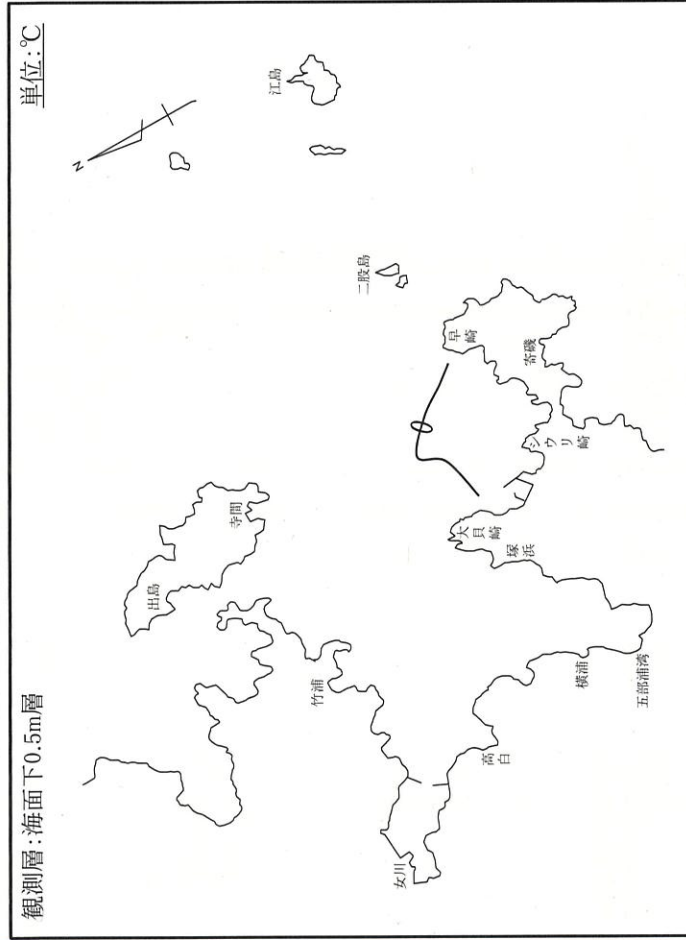 観測層:海面下0.5m層
単位:℃
N
江島
二股島
早崎
寄磯
0
シウリ崎
寺間
出島
大貝崎
塚浜
竹浦
横浦
五部浦湾
高白
女川